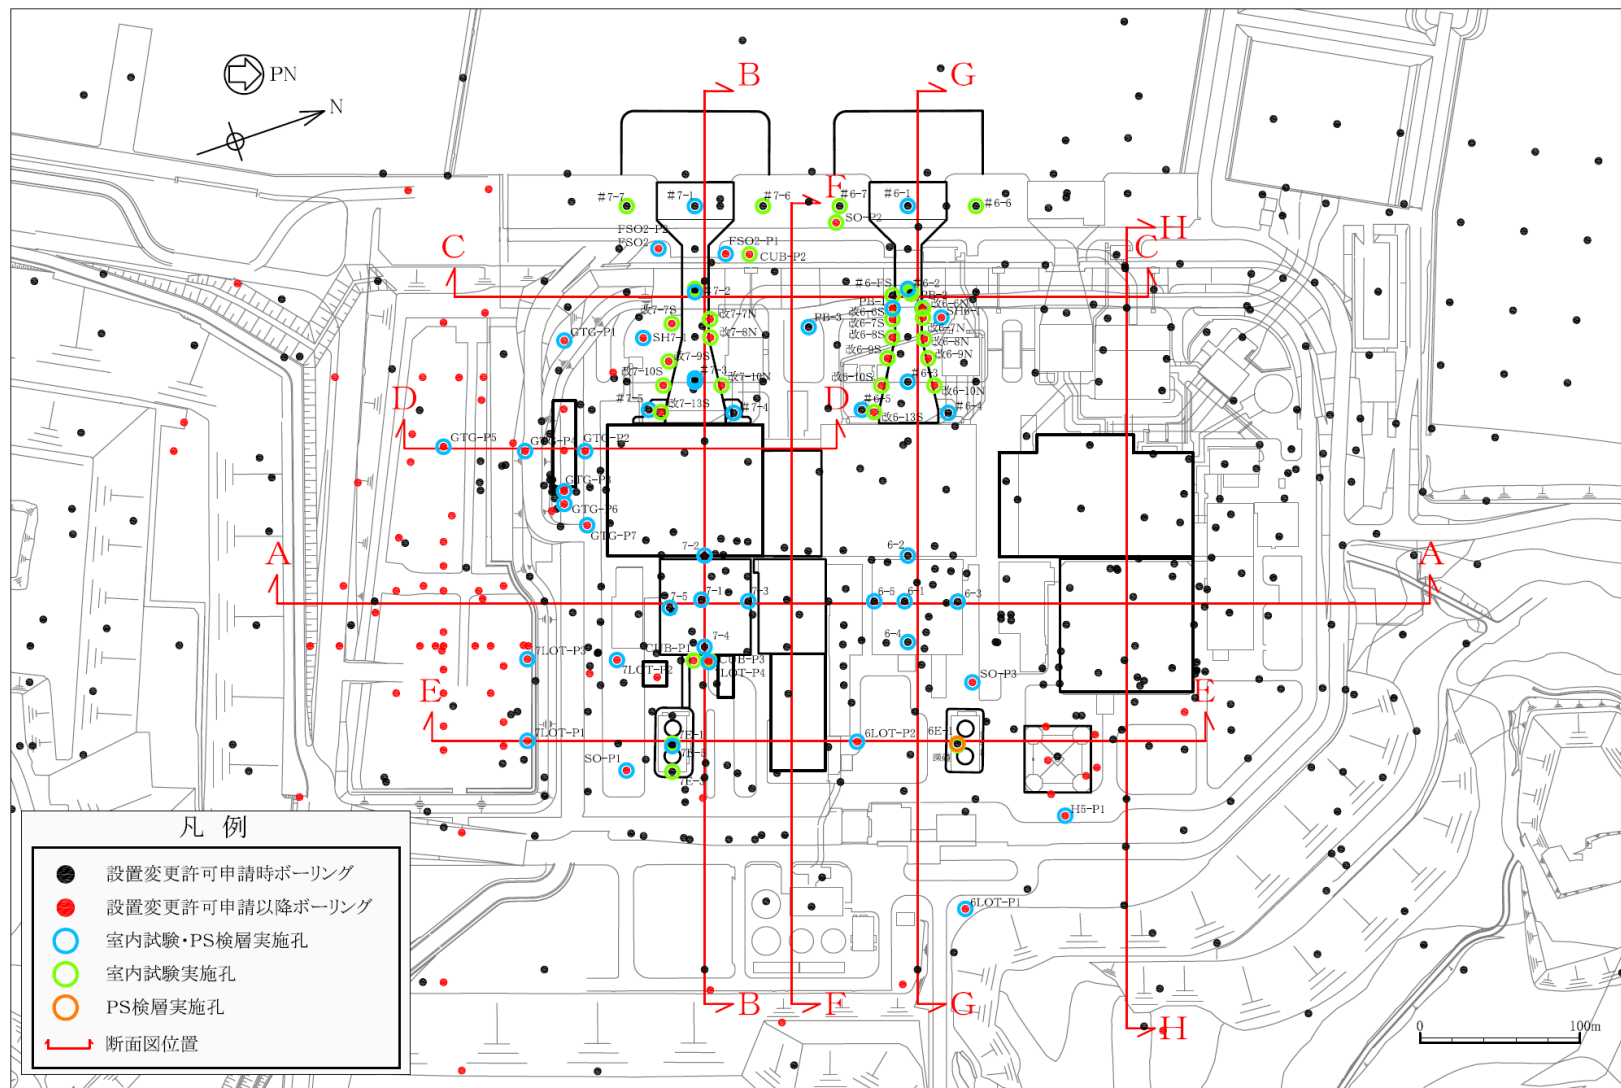 PN
N
B
G
#7-7
#7-1
#7-6
F
#6-7
#6-1
#6-6
SO-P2
FSO2-P2
FSO2
FSO2-P1
CUB-P2
H
C
C
#7-2
#6-FS
#6-2
PB-2
PB-1
改6-6N
改6-6S
SH6-1
改7-7S
改7-7N
改6-7S
改6-7N
PB-3
GTG-P1
SH7-1
改7-8N
改6-8S
改6-8N
改7-9S
改6-9S
改6-9N
改7-10S
#7-3
改7-10N
改6-10S
#6-3
改6-10N
D
#7-5
改7-13S
#7-4
D
#6-5
改6-13S
#6-4
GTG-P5
GTG-P4
GTG-P2
GTG-P3
GTG-P6
GTG-P7
7-2
6-2
A
A
7-5
7-1
7-3
6-5
6-1
6-3
7-4
6-4
7LOT-P3
CUB-P1
CUB-P3
7LOT-P2
7LOT-P4
SO-P3
E
E
7LOT-P1
7E-1
6LOT-P2
6E-1
SO-P1
H5-P1
6LOT-P1
凡 例
設置変更許可申請時ボーリング
設置変更許可申請以降ボーリング
室内試験・PS検層実施孔
室内試験実施孔
PS検層実施孔
断面図位置
B
F
G
H
0
100m